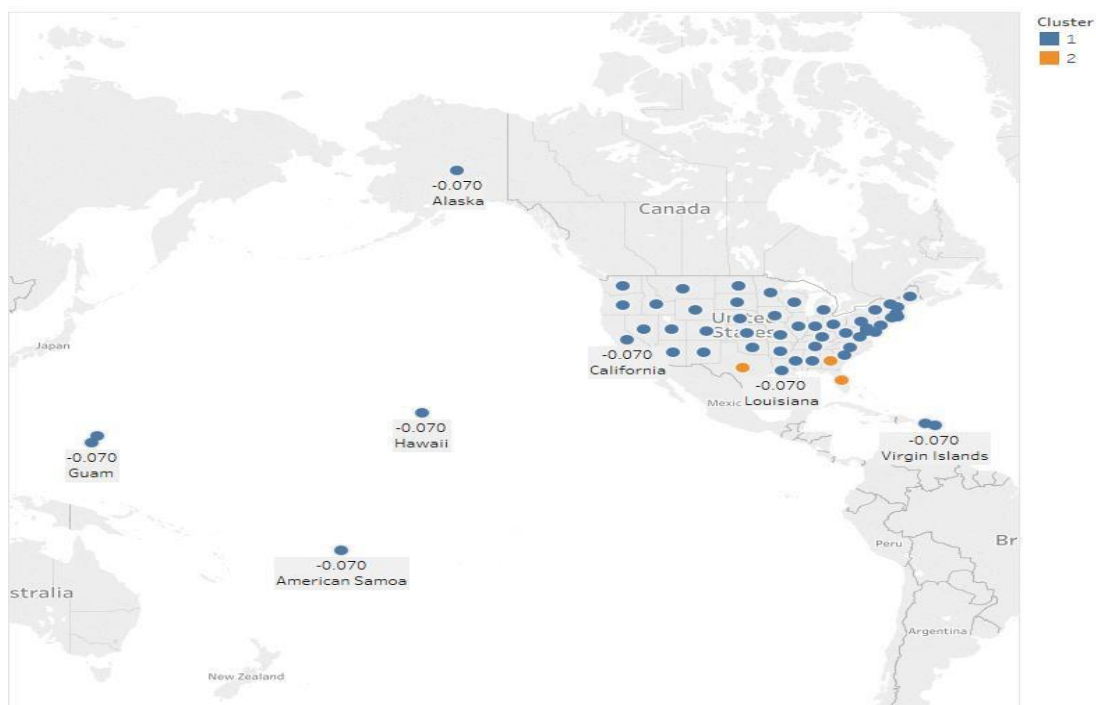 Cluster
1
2
-0.070
Alaska
Canada
United
States
Japan
-0.070
California
-0.070
Louisiana
Mexic
-0.070
Hawaii
-0.070
Guam
-0.070
Virgin Islands
-0.070
American Samoa
Peru
Br
stralia
Argentina
New Zealand